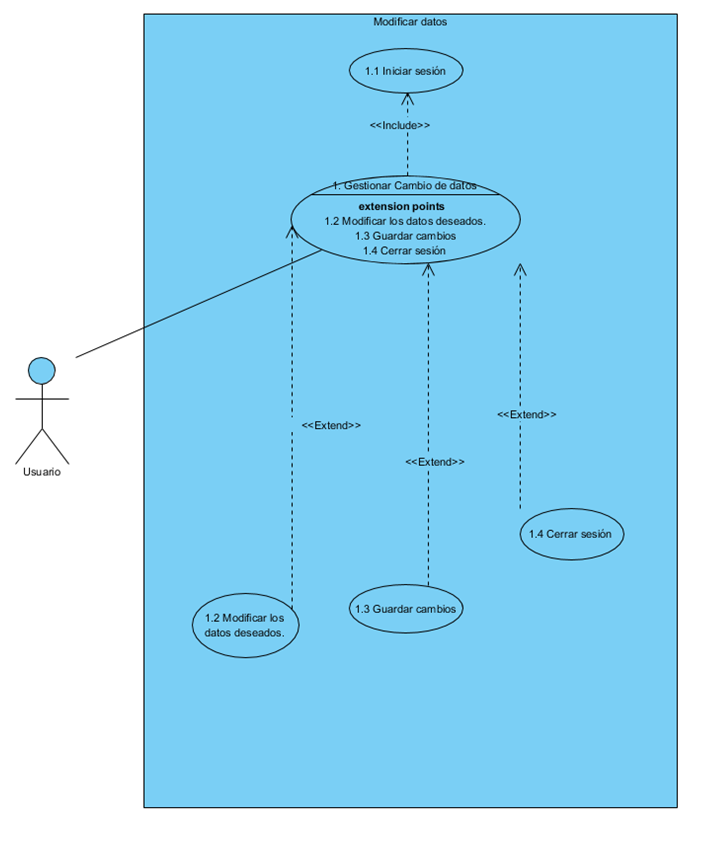 Modificar datos
1.1 Iniciar sesión
<<Include>>
1. Gestionar Cambio de datos
extension points
1.2 Modificar los datos deseados.
1.3 Guardar cambios
1.4 Cerrar sesión
<<Extend>>
<<Extend>>
<<Extend>>
Usuario
1.4 Cerrar sesión
1.2 Modificar los
datos deseados.
1.3 Guardar cambios